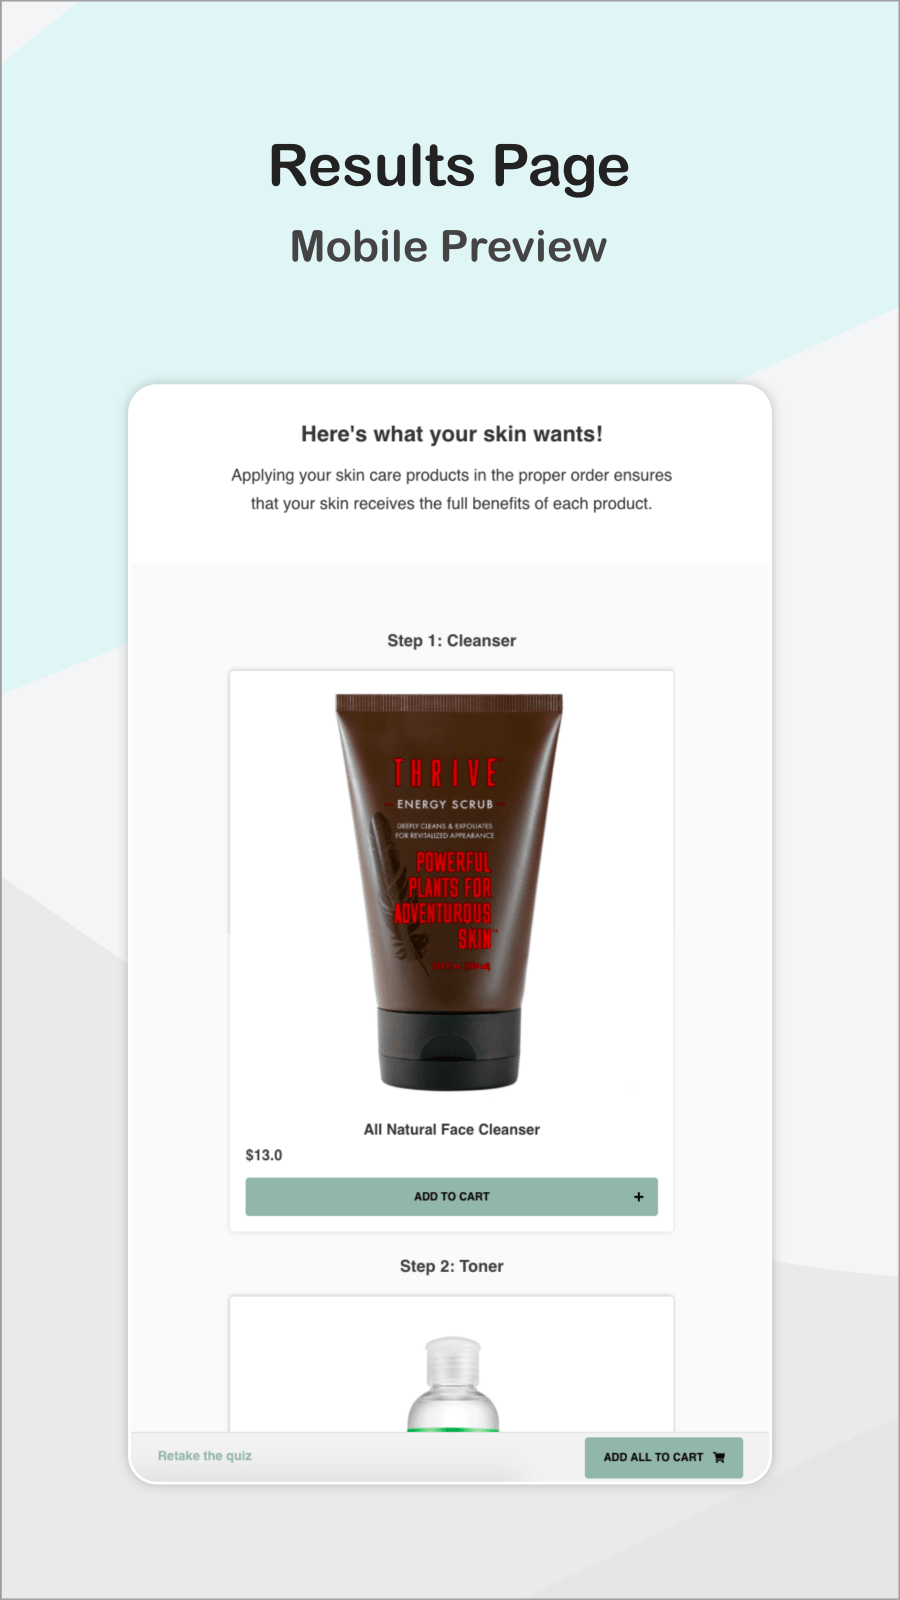 Results Page
Mobile Preview
Here's what your skin wants!
Applying your skin care products in the proper order ensures
that your skin receives the full benefits of each product.
Step 1: Cleanser
THRIVE
ENERGY SCRUB
DEEPLY CLEANS & EXFOLIATES
FOR REVITALIZED APPEARANCE
POWERFUL
PLANTS FOR
ADVENTUROUS
SKIN™
All Natural Face Cleanser
$13.0
ADD TO CART +
Step 2: Toner
Retake the quiz
ADD ALL TO CART